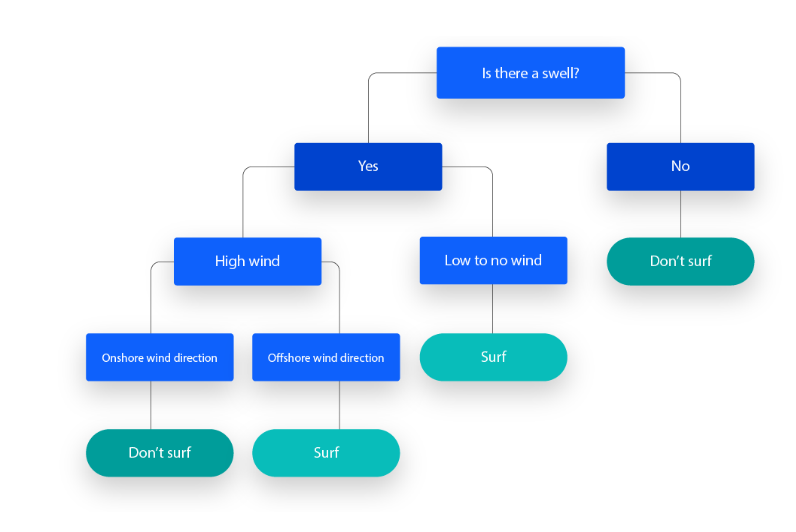 Is there a swell?
Yes
No
High wind
Low to no wind
Don’t surf
Onshore wind direction
Offshore wind direction
Surf
Don’t surf
Surf